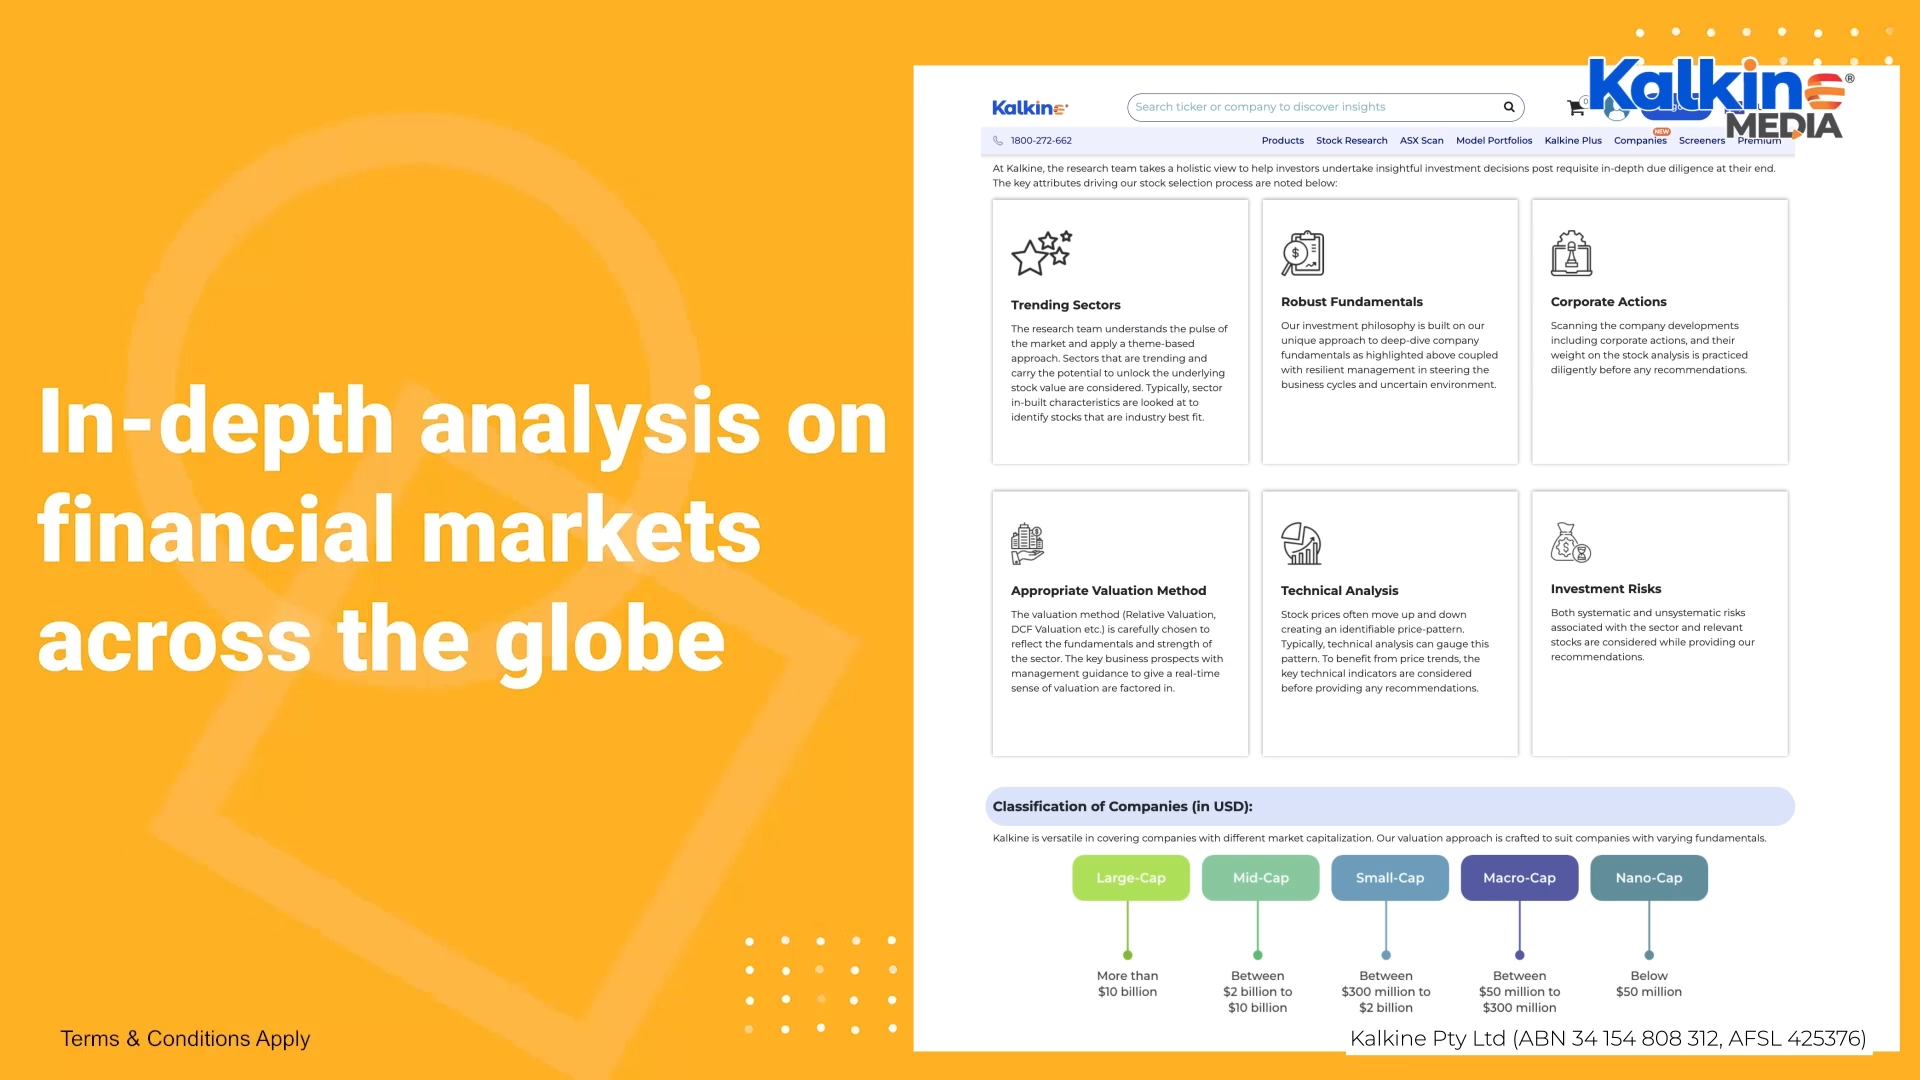 In-depth analysis on
financial markets
across the globe
Terms & Conditions Apply
Kalkine®
MEDIA
Kalkine
Search ticker or company to discover insights
0
1800-272-662
Products Stock Research ASX Scan Model Portfolios Kalkine Plus Companies Screeners Premium
NEW
At Kalkine, the research team takes a holistic view to help investors undertake insightful investment decisions post requisite in-depth due diligence at their end.
The key attributes driving our stock selection process are noted below:
Trending Sectors
The research team understands the pulse of
the market and apply a theme-based
approach. Sectors that are trending and
carry the potential to unlock the underlying
stock value are considered. Typically, sector
in-built characteristics are looked at to
identify stocks that are industry best fit.
Robust Fundamentals
Our investment philosophy is built on our
unique approach to deep-dive company
fundamentals as highlighted above coupled
with resilient management in steering the
business cycles and uncertain environment.
Corporate Actions
Scanning the company developments
including corporate actions, and their
weight on the stock analysis is practiced
diligently before any recommendations.
Appropriate Valuation Method
The valuation method (Relative Valuation,
DCF Valuation etc.) is carefully chosen to
reflect the fundamentals and strength of
the sector. The key business prospects with
management guidance to give a real-time
sense of valuation are factored in.
Technical Analysis
Stock prices often move up and down
creating an identifiable price-pattern.
Typically, technical analysis can gauge this
pattern. To benefit from price trends, the
key technical indicators are considered
before providing any recommendations.
Investment Risks
Both systematic and unsystematic risks
associated with the sector and relevant
stocks are considered while providing our
recommendations.
Classification of Companies (in USD):
Kalkine is versatile in covering companies with different market capitalization. Our valuation approach is crafted to suit companies with varying fundamentals.
Large-Cap
More than
$10 billion
Mid-Cap
Between
$2 billion to
$10 billion
Small-Cap
Between
$300 million to
$2 billion
Macro-Cap
Between
$50 million to
$300 million
Nano-Cap
Below
$50 million
Kalkine Pty Ltd (ABN 34 154 808 312, AFSL 425376)